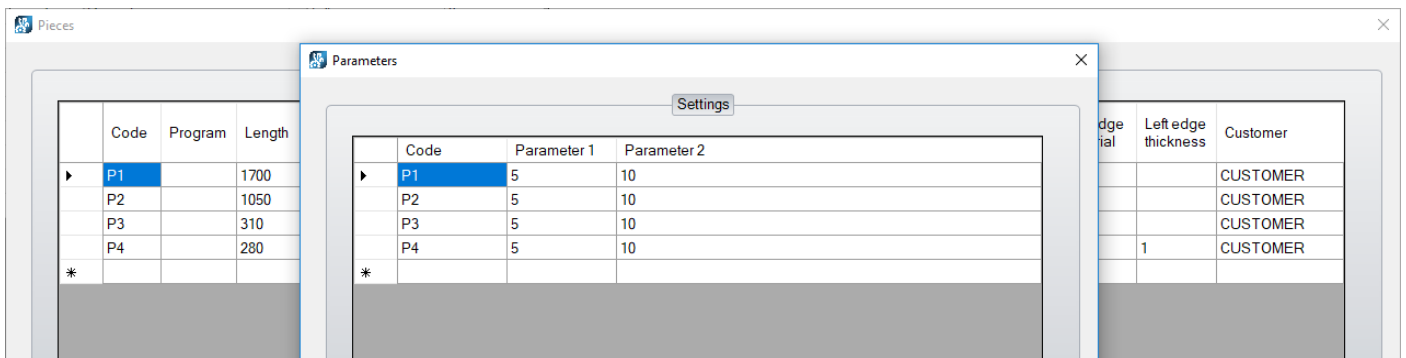 Pieces
Parameters
Settings
Code Program Length
dge
ial
Left edge
thickness
Customer
Code Parameter 1 Parameter 2
P1 1700 P1 5 10 CUSTOMER
P2 1050 P2 5 10 CUSTOMER
P3 310 P3 5 10 CUSTOMER
P4 280 P4 5 10 1 CUSTOMER